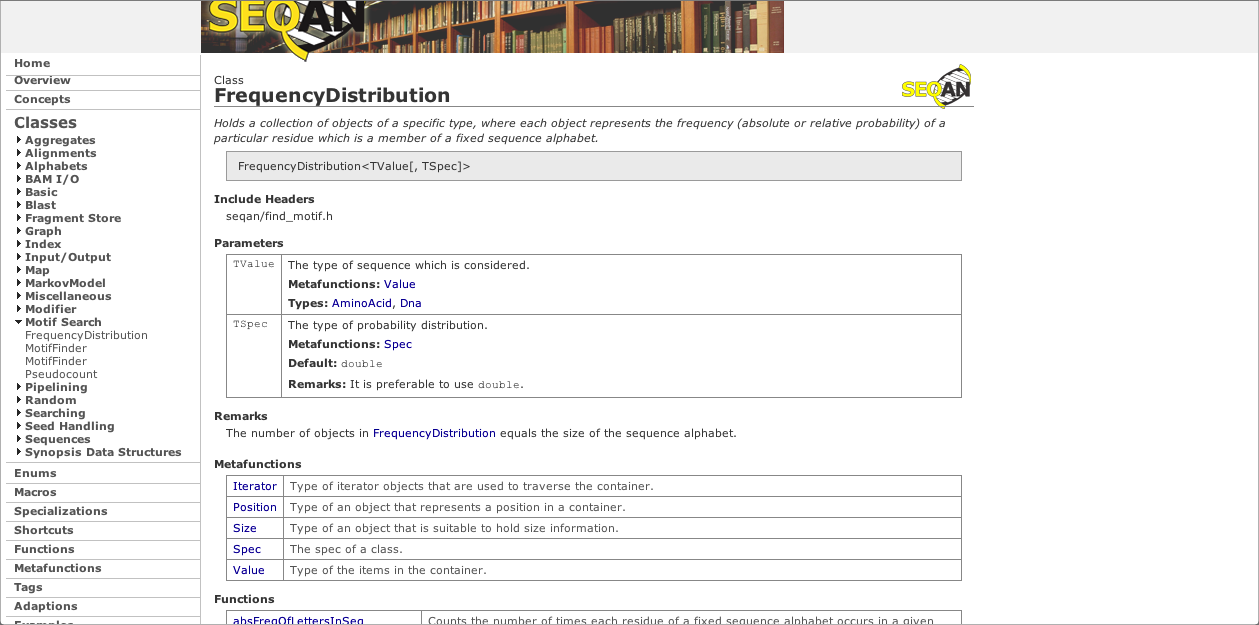 SEQAN
Home
Overview
Concepts
Classes
Aggregates
Alignments
Alphabets
BAM I/O
Basic
Blast
Fragment Store
Graph
Index
Input/Output
Map
MarkovModel
Miscellaneous
Modifier
Motif Search
FrequencyDistribution
MotifFinder
MotifFinder
Pseudocount
Pipelining
Random
Searching
Seed Handling
Sequences
Synopsis Data Structures
Enums
Macros
Specializations
Shortcuts
Functions
Metafunctions
Tags
Adaptions
Examples
Class
FrequencyDistribution
SEQAN
Holds a collection of objects of a specific type, where each object represents the frequency (absolute or relative probability) of a
particular residue which is a member of a fixed sequence alphabet.
FrequencyDistribution<TValue[, TSpec]>
Include Headers
seqan/find_motif.h
Parameters
TValue The type of sequence which is considered.
Metafunctions: Value
Types: AminoAcid, Dna
TSpec The type of probability distribution.
Metafunctions: Spec
Default: double
Remarks: It is preferable to use double.
Remarks
The number of objects in FrequencyDistribution equals the size of the sequence alphabet.
Metafunctions
Iterator Type of iterator objects that are used to traverse the container.
Position Type of an object that represents a position in a container.
Size Type of an object that is suitable to hold size information.
Spec The spec of a class.
Value Type of the items in the container.
Functions
absFreqOfLettersInSeq Counts the number of times each residue of a fixed sequence alphabet occurs in a given